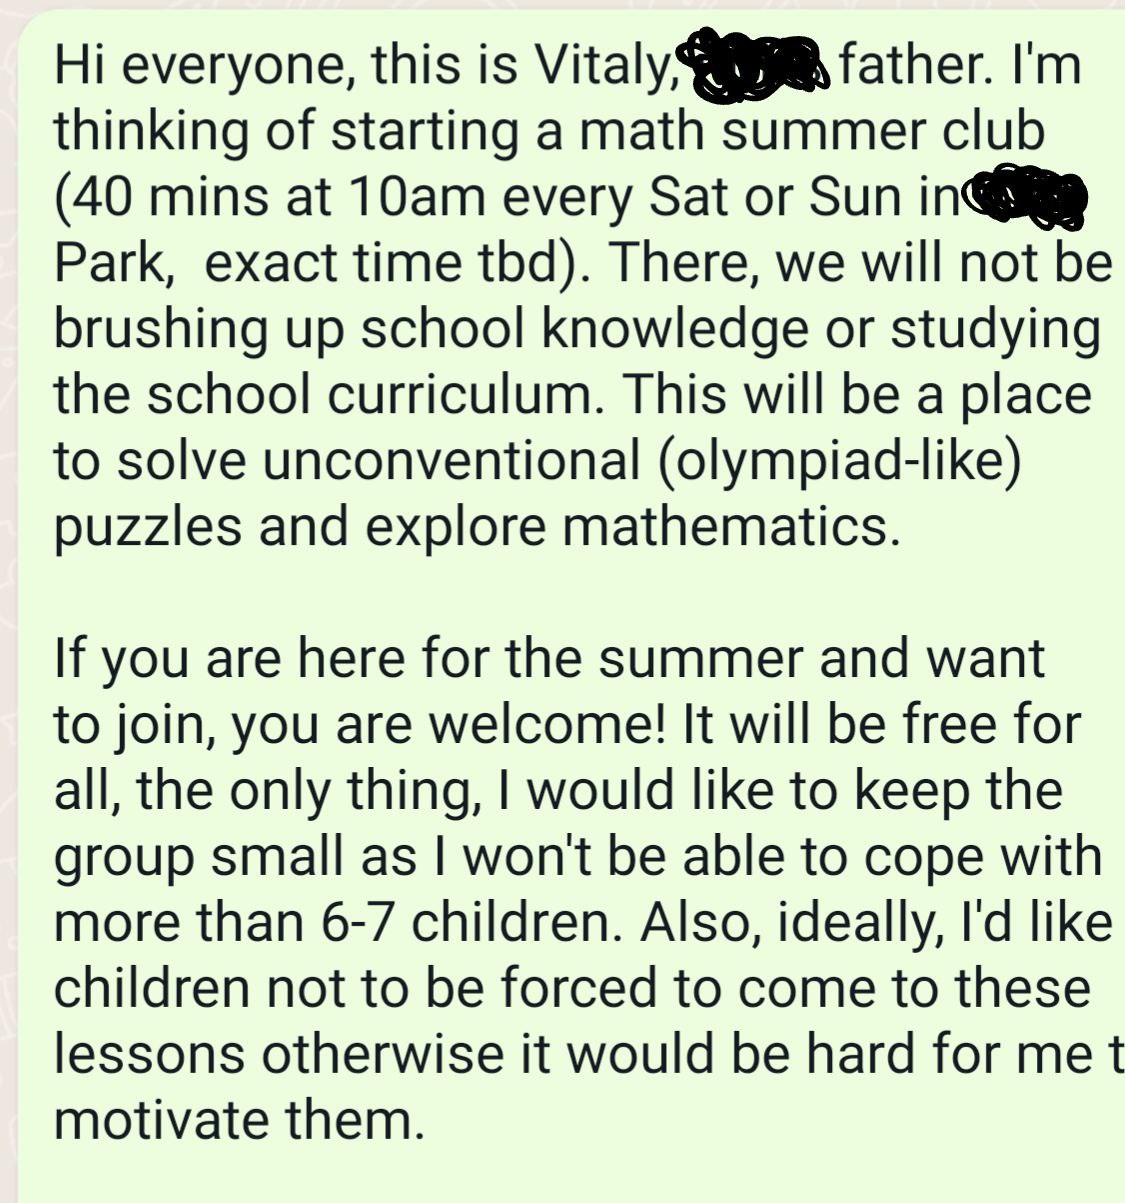 Hi everyone, this is Vitaly, father. I'm
thinking of starting a math summer club
(40 mins at 10am every Sat or Sun in
Park,  exact time tbd). There, we will not be
brushing up school knowledge or studying
the school curriculum. This will be a place
to solve unconventional (olympiad-like)
puzzles and explore mathematics.

If you are here for the summer and want
to join, you are welcome! It will be free for
all, the only thing, I would like to keep the
group small as I won't be able to cope with
more than 6-7 children. Also, ideally, I'd like
children not to be forced to come to these
lessons otherwise it would be hard for me t
motivate them.